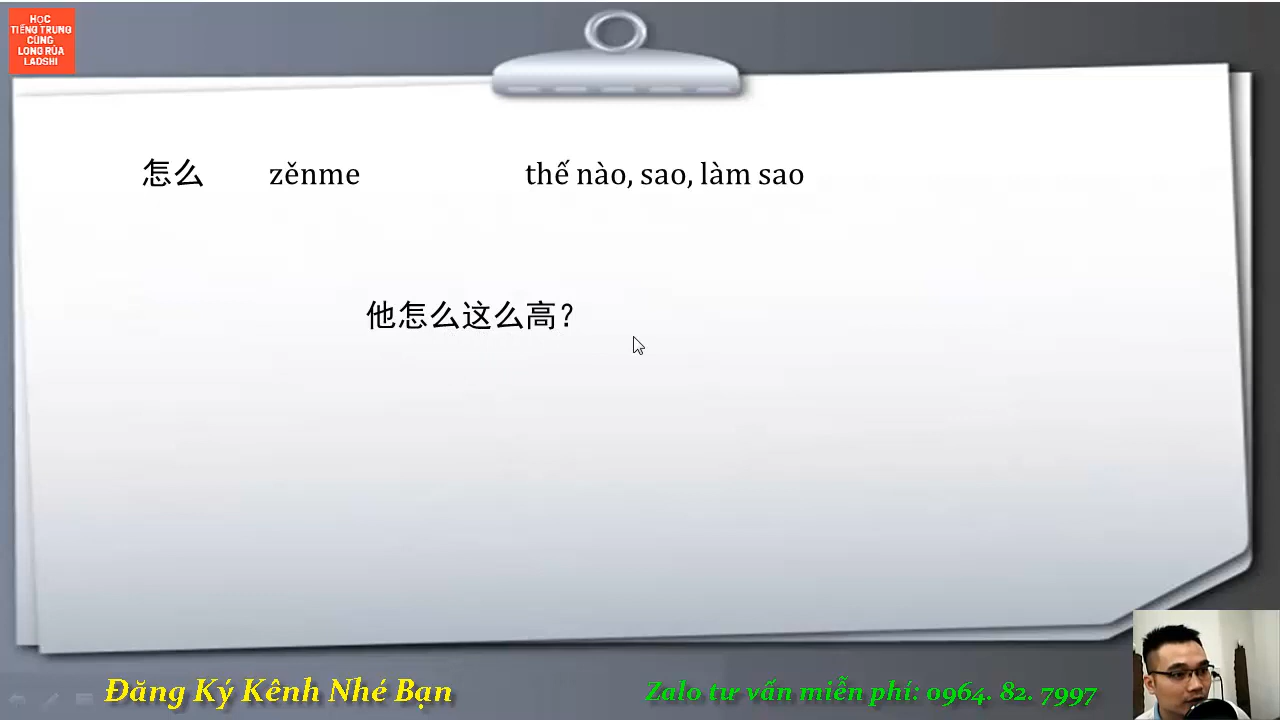 HỌC
TIẾNG TRUNG
CÙNG
LONG RÙA
LADSHI
怎么 zěnme thế nào, sao, làm sao
他怎么这么高?
Đăng Ký Kênh Nhé Bạn
Zalo tư vấn miễn phí: 0964. 82. 7997